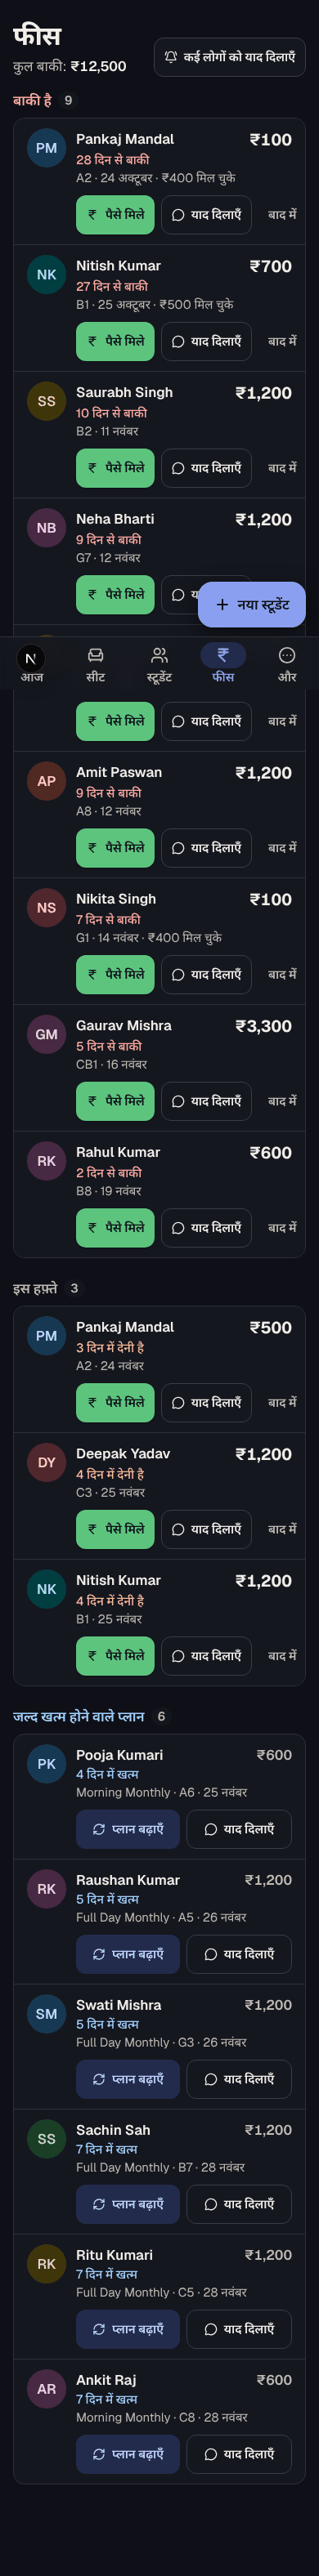 फीस
कुल बाकी: ₹12,500
कई लोगों को याद दिलाएँ
बाकी है 9
PM
Pankaj Mandal ₹100
28 दिन से बाकी
A2 · 24 अक्टूबर · ₹400 मिल चुके
पैसे मिले याद दिलाएँ बाद में
NK
Nitish Kumar ₹700
27 दिन से बाकी
B1 · 25 अक्टूबर · ₹500 मिल चुके
पैसे मिले याद दिलाएँ बाद में
SS
Saurabh Singh ₹1,200
10 दिन से बाकी
B2 · 11 नवंबर
पैसे मिले याद दिलाएँ बाद में
NB
Neha Bharti ₹1,200
9 दिन से बाकी
G7 · 12 नवंबर
पैसे मिले
नया स्टूडेंट
N
आज सीट स्टूडेंट फीस और
पैसे मिले याद दिलाएँ बाद में
AP
Amit Paswan ₹1,200
9 दिन से बाकी
A8 · 12 नवंबर
पैसे मिले याद दिलाएँ बाद में
NS
Nikita Singh ₹100
7 दिन से बाकी
G1 · 14 नवंबर · ₹400 मिल चुके
पैसे मिले याद दिलाएँ बाद में
GM
Gaurav Mishra ₹3,300
5 दिन से बाकी
CB1 · 16 नवंबर
पैसे मिले याद दिलाएँ बाद में
RK
Rahul Kumar ₹600
2 दिन से बाकी
B8 · 19 नवंबर
पैसे मिले याद दिलाएँ बाद में
इस हफ़्ते 3
PM
Pankaj Mandal ₹500
3 दिन में देनी है
A2 · 24 नवंबर
पैसे मिले याद दिलाएँ बाद में
DY
Deepak Yadav ₹1,200
4 दिन में देनी है
C3 · 25 नवंबर
पैसे मिले याद दिलाएँ बाद में
NK
Nitish Kumar ₹1,200
4 दिन में देनी है
B1 · 25 नवंबर
पैसे मिले याद दिलाएँ बाद में
जल्द खत्म होने वाले प्लान 6
PK
Pooja Kumari ₹600
4 दिन में खत्म
Morning Monthly · A6 · 25 नवंबर
प्लान बढ़ाएँ याद दिलाएँ
RK
Raushan Kumar ₹1,200
5 दिन में खत्म
Full Day Monthly · A5 · 26 नवंबर
प्लान बढ़ाएँ याद दिलाएँ
SM
Swati Mishra ₹1,200
5 दिन में खत्म
Full Day Monthly · G3 · 26 नवंबर
प्लान बढ़ाएँ याद दिलाएँ
SS
Sachin Sah ₹1,200
7 दिन में खत्म
Full Day Monthly · B7 · 28 नवंबर
प्लान बढ़ाएँ याद दिलाएँ
RK
Ritu Kumari ₹1,200
7 दिन में खत्म
Full Day Monthly · C5 · 28 नवंबर
प्लान बढ़ाएँ याद दिलाएँ
AR
Ankit Raj ₹600
7 दिन में खत्म
Morning Monthly · C8 · 28 नवंबर
प्लान बढ़ाएँ याद दिलाएँ